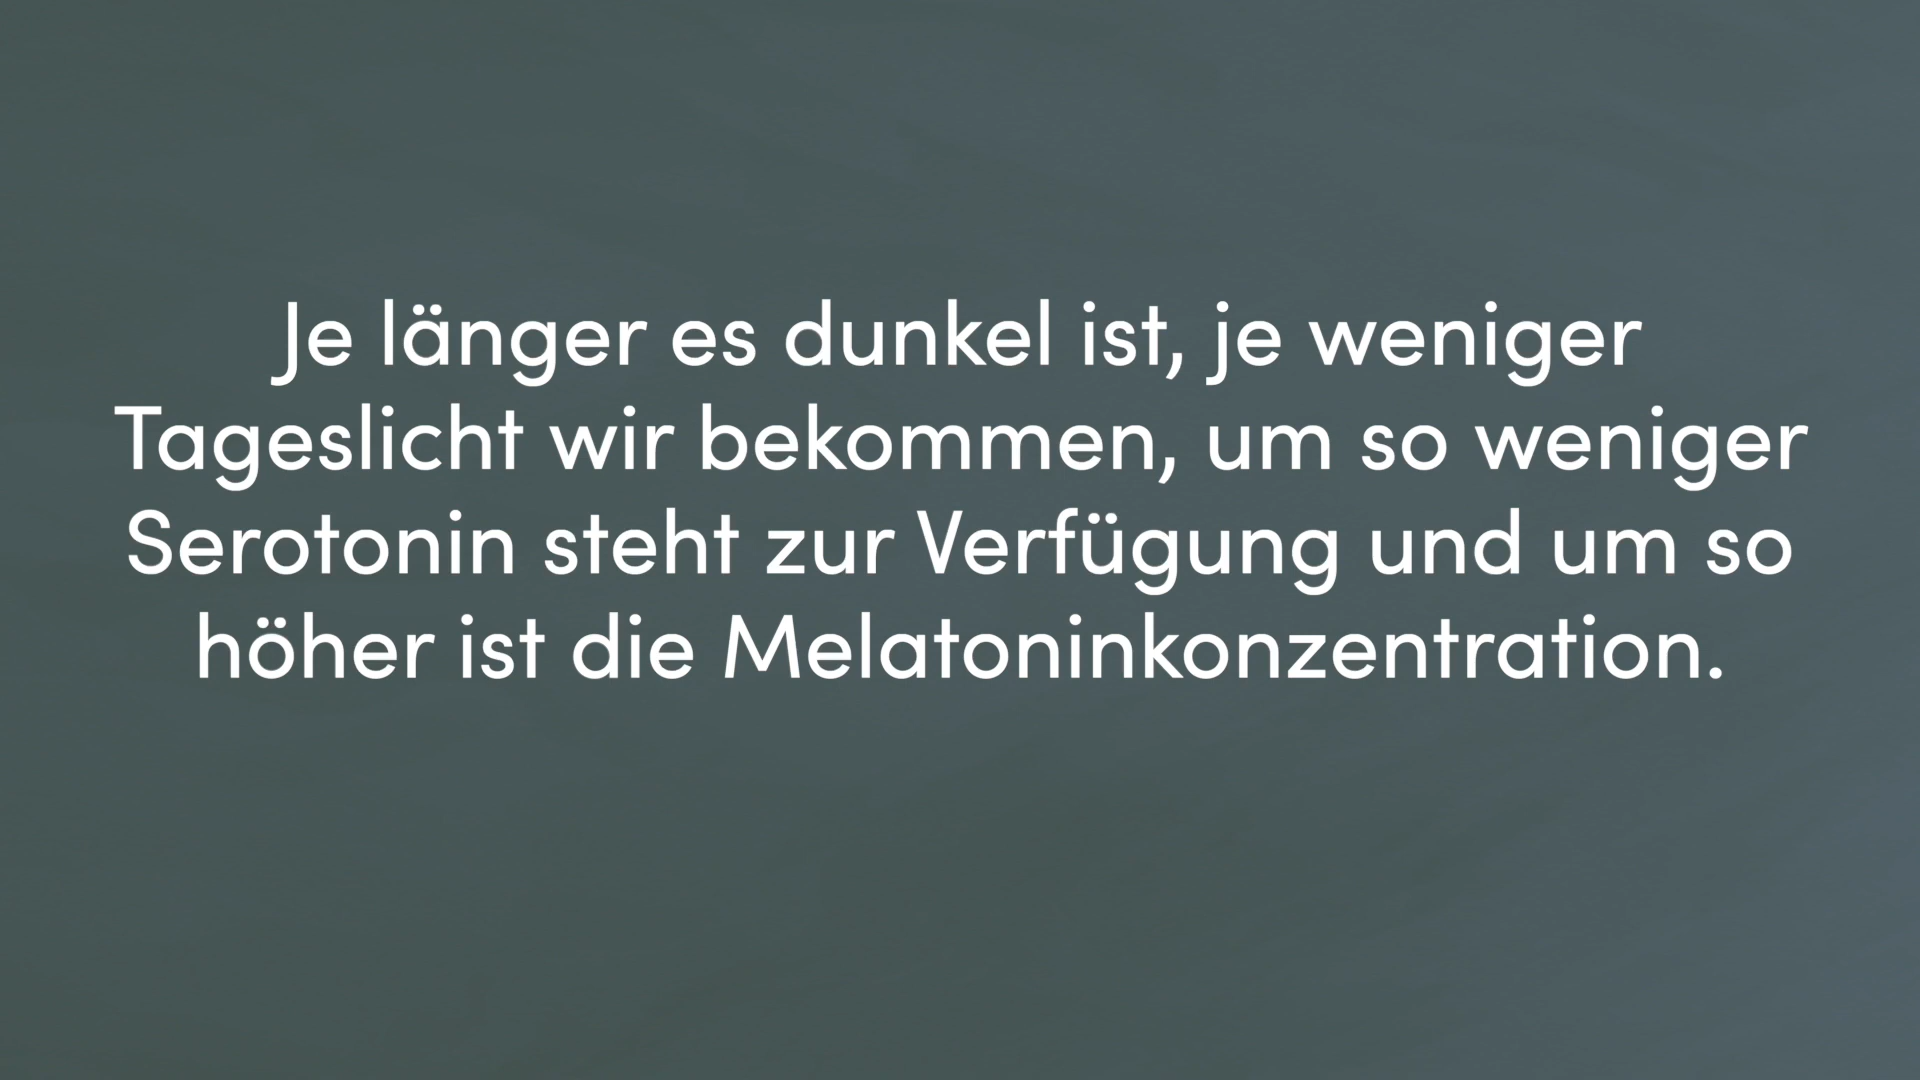 Je länger es dunkel ist, je weniger
Tageslicht wir bekommen, um so weniger
Serotonin steht zur Verfügung und um so
höher ist die Melatoninkonzentration.